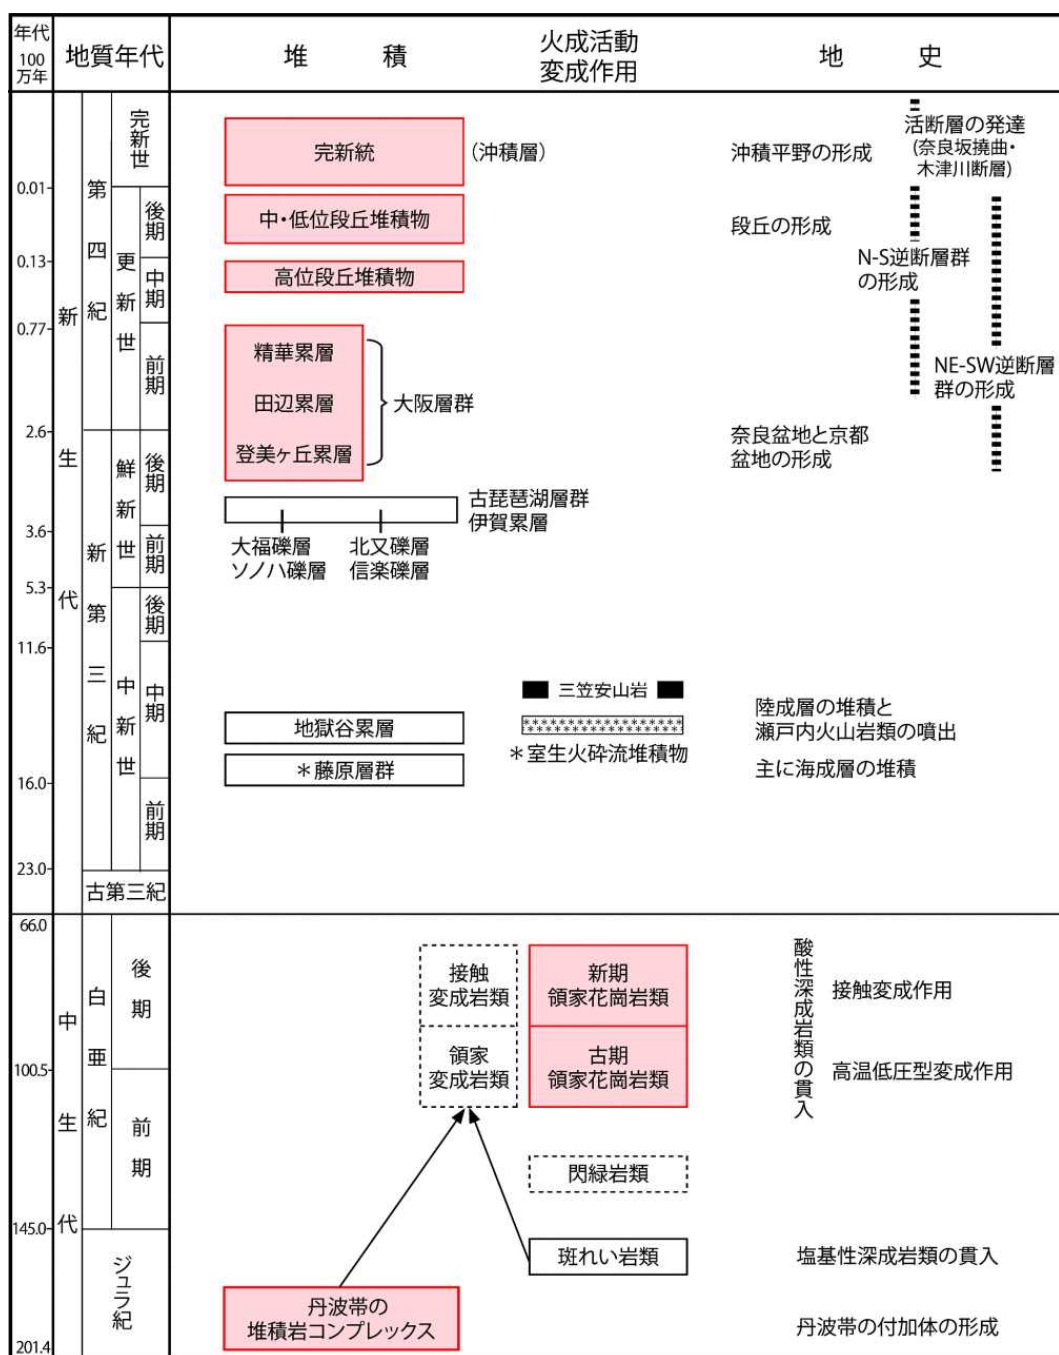 年代
100
万年
地質年代
堆積
火成活動
変成作用
地史
完新世
完新統
(沖積層)
沖積平野の形成
活断層の発達
(奈良坂撓曲・
木津川断層)
0.01
第四紀
更新世
後期
中・低位段丘堆積物
段丘の形成
0.13
中期
高位段丘堆積物
N-S逆断層群
の形成
新生代
0.77
前期
精華累層
田辺累層
登美ヶ丘累層
大阪層群
NE-SW逆断層
群の形成
2.6
奈良盆地と京都
盆地の形成
新第三紀
鮮新世
後期
古琵琶湖層群
伊賀累層
3.6
前期
大福礫層
ソノハ礫層
北又礫層
信楽礫層
5.3
中新世
後期
11.6
中期
三笠安山岩
地獄谷累層
陸成層の堆積と
瀬戸内火山岩類の噴出
*室生火砕流堆積物
*藤原層群
主に海成層の堆積
16.0
前期
23.0
古第三紀
66.0
中生代
白亜紀
後期
接触
変成岩類
新期
領家花崗岩類
酸性深成岩類の貫入
接触変成作用
領家
変成岩類
古期
領家花崗岩類
高温低圧型変成作用
100.5
前期
閃緑岩類
145.0
ジュラ紀
斑れい岩類
塩基性深成岩類の貫入
丹波帯の
堆積岩コンプレックス
丹波帯の付加体の形成
201.4